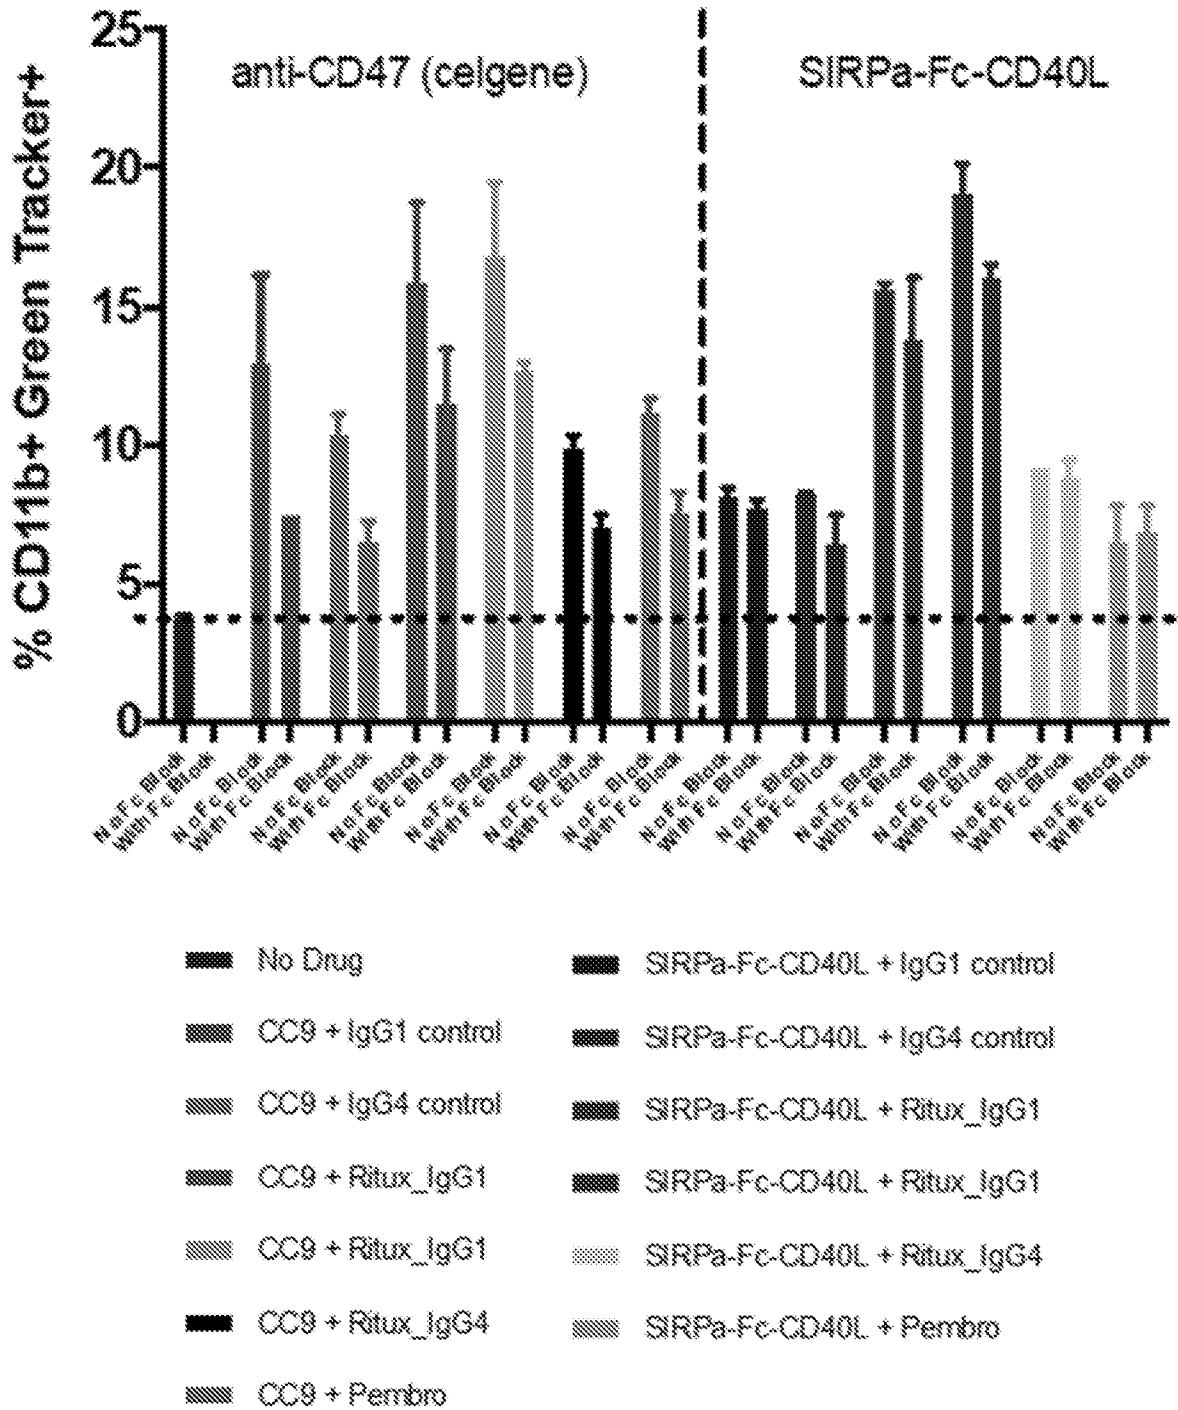 % CD11b+ Green Tracker+
25
20
15
10
5
0
anti-CD47 (celgene)
SIRPa-Fc-CD40L
No Fc Block
With Fc Block
No Fc Block
With Fc Block
No Fc Block
With Fc Block
No Fc Block
With Fc Block
No Fc Block
With Fc Block
No Fc Block
With Fc Block
No Fc Block
With Fc Block
No Fc Block
With Fc Block
No Fc Block
With Fc Block
No Fc Block
With Fc Block
No Fc Block
With Fc Block
No Fc Block
With Fc Block
No Fc Block
With Fc Block
No Drug
CC9 + IgG1 control
CC9 + IgG4 control
CC9 + Ritux_IgG1
CC9 + Ritux_IgG1
CC9 + Ritux_IgG4
CC9 + Pembro
SIRPa-Fc-CD40L + IgG1 control
SIRPa-Fc-CD40L + IgG4 control
SIRPa-Fc-CD40L + Ritux_IgG1
SIRPa-Fc-CD40L + Ritux_IgG1
SIRPa-Fc-CD40L + Ritux_IgG4
SIRPa-Fc-CD40L + Pembro